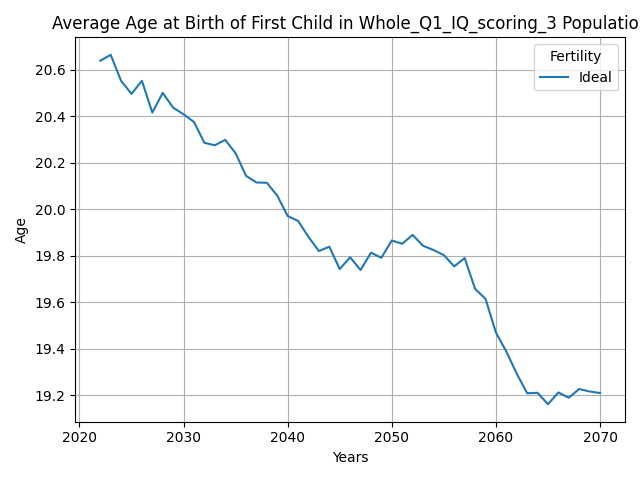 Average Age at Birth of First Child in Whole_Q1_IQ_scoring_3 Populatio
Fertility
Ideal
20.6
20.4
20.2
20.0
19.8
19.6
19.4
19.2
Age
2020 2030 2040 2050 2060 2070
Years